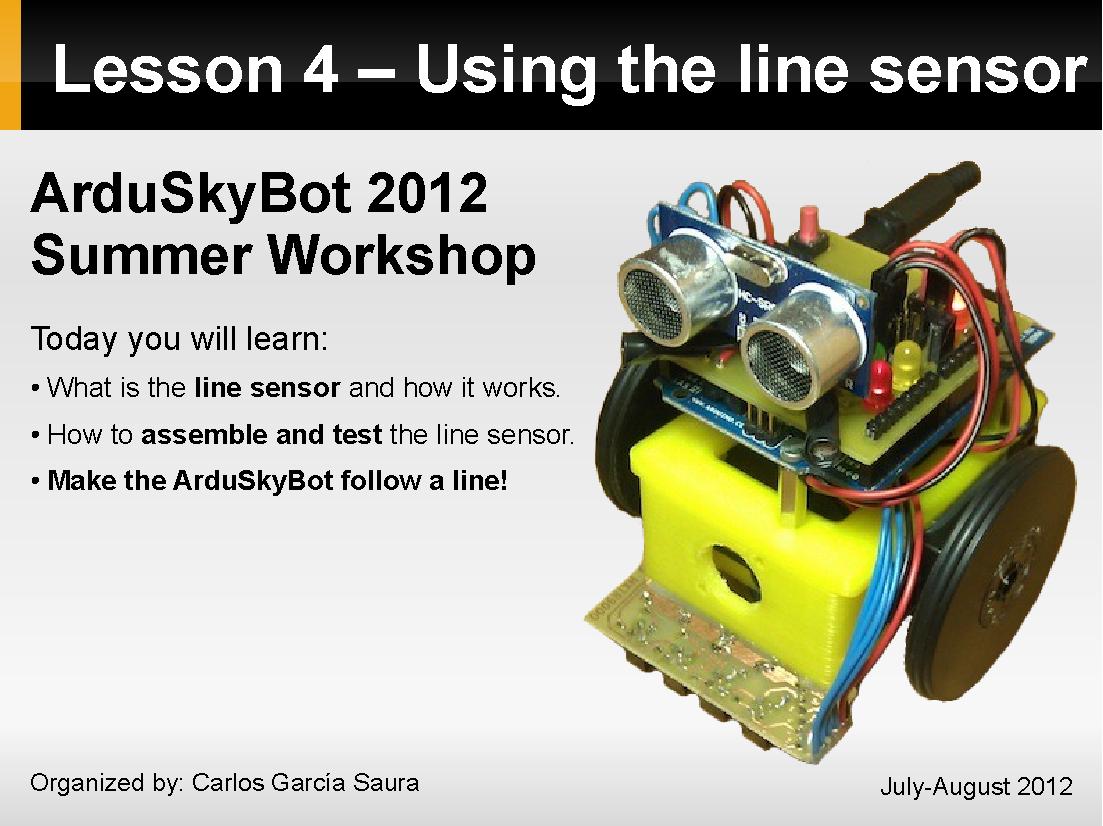 Lesson 4 – Using the line sensor
ArduSkyBot 2012
Summer Workshop
Today you will learn:
• What is the line sensor and how it works.
• How to assemble and test the line sensor.
• Make the ArduSkyBot follow a line!
Organized by: Carlos García Saura
July-August 2012